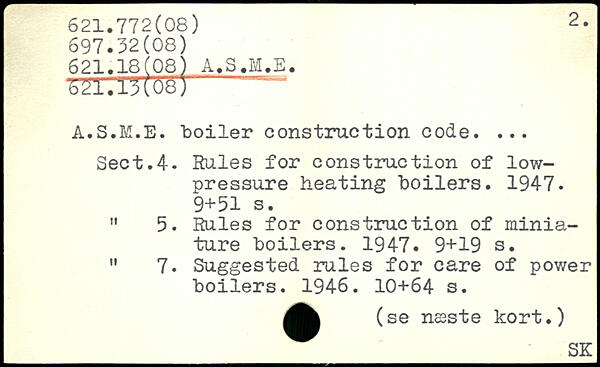 621.772(08) 2.
697.32(08)
621.18(08) A.S.M.E.
621.13(08)
A.S.M.E. boiler construction code. ...
Sect.4. Rules for construction of low-
pressure heating boilers. 1947.
9+51 s.
" 5. Rules for construction of minia-
ture boilers. 1947. 9+19 s.
" 7. Suggested rules for care of power
boilers. 1946. 10+64 s.
(se næste kort.)
SK